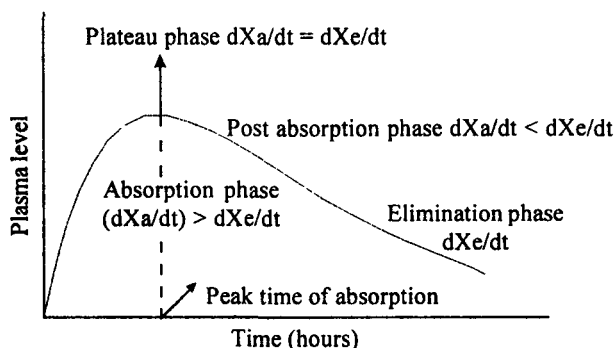 Plateau phase dXa/dt = dXe/dt
Post absorption phase dXa/dt < dXe/dt
Absorption phase
(dXa/dt) > dXe/dt
Elimination phase
dXe/dt
Peak time of absorption
Plasma level
Time (hours)